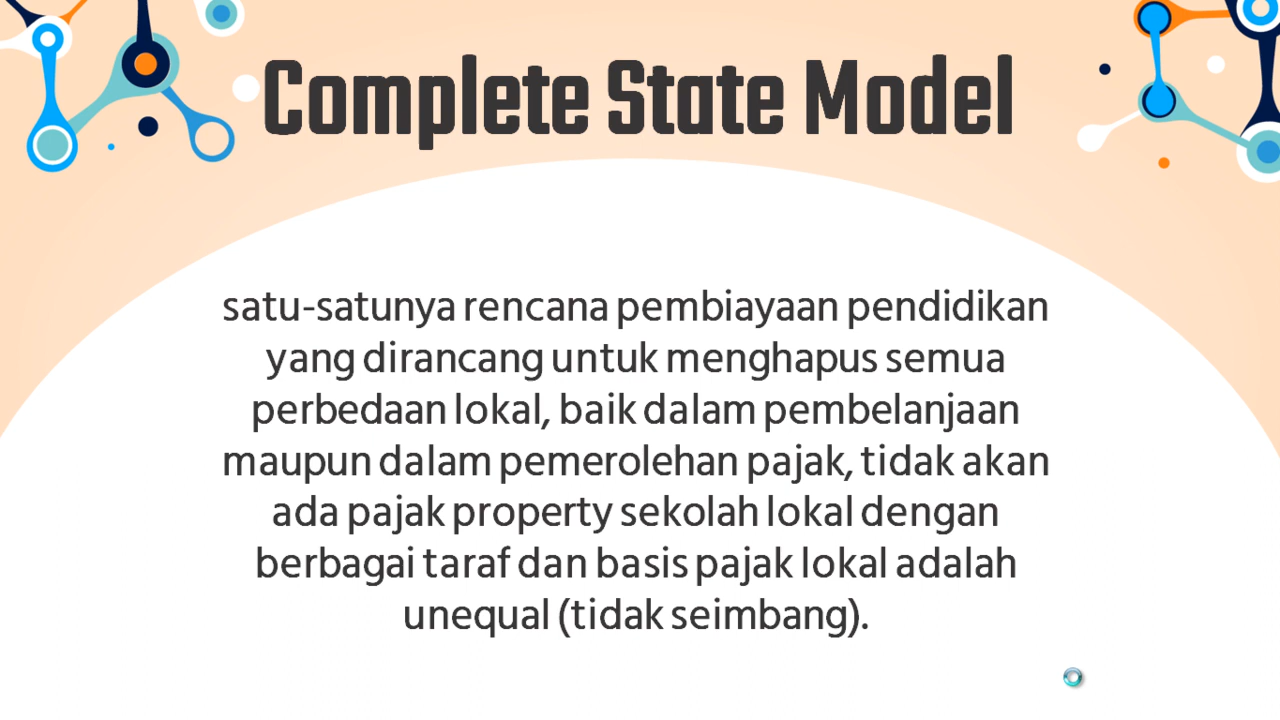 Complete State Model
satu-satunya rencana pembiayaan pendidikan
yang dirancang untuk menghapus semua
perbedaan lokal, baik dalam pembelanjaan
maupun dalam pemerolehan pajak, tidak akan
ada pajak property sekolah lokal dengan
berbagai taraf dan basis pajak lokal adalah
unequal (tidak seimbang).